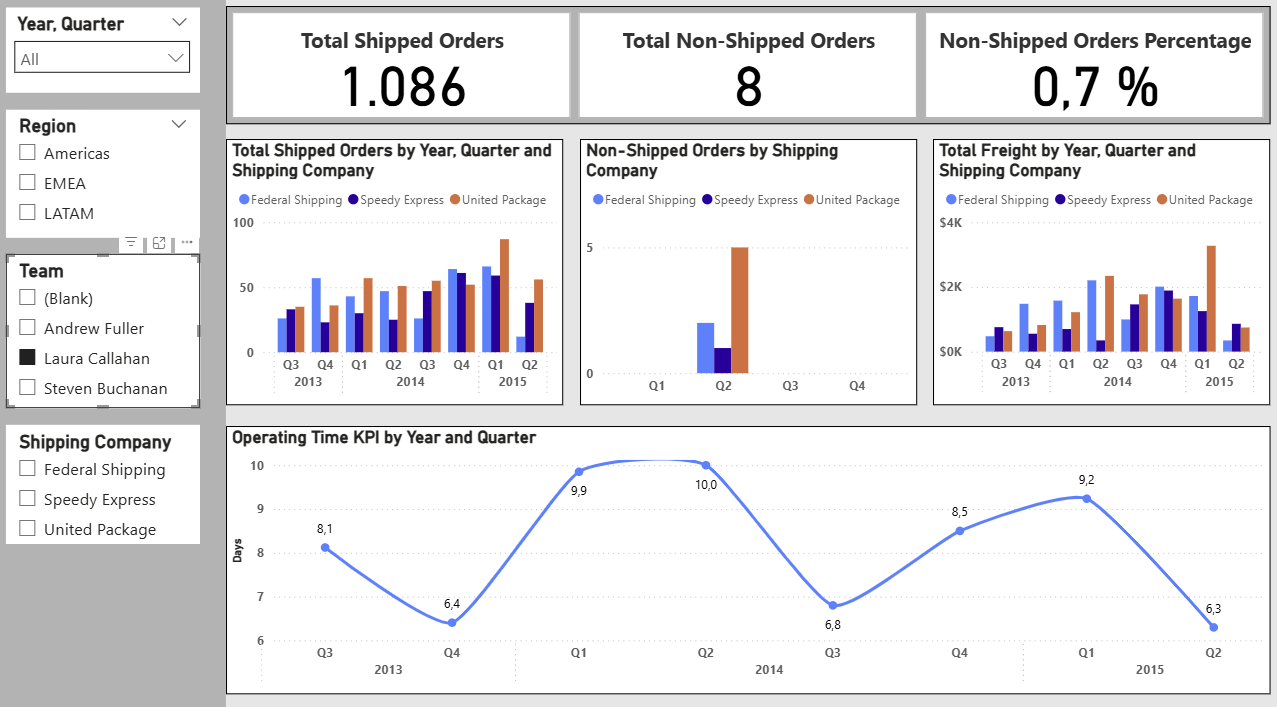 Year, Quarter
All
Region
Americas
EMEA
LATAM
Team
(Blank)
Andrew Fuller
Laura Callahan
Steven Buchanan
Shipping Company
Federal Shipping
Speedy Express
United Package
Total Shipped Orders
1.086
Total Non-Shipped Orders
8
Non-Shipped Orders Percentage
0,7 %
Total Shipped Orders by Year, Quarter and
Shipping Company
Federal Shipping Speedy Express United Package
100
50
0
Q3 Q4 Q1 Q2 Q3 Q4 Q1 Q2
2013 2014 2015
Non-Shipped Orders by Shipping
Company
Federal Shipping Speedy Express United Package
5
0
Q1 Q2 Q3 Q4
Total Freight by Year, Quarter and
Shipping Company
Federal Shipping Speedy Express United Package
$4K
$2K
$0K
Q3 Q4 Q1 Q2 Q3 Q4 Q1 Q2
2013 2014 2015
Operating Time KPI by Year and Quarter
Days
10
9
8
7
6
8,1
6,4
9,9
10,0
6,8
8,5
9,2
6,3
Q3 Q4 Q1 Q2 Q3 Q4 Q1 Q2
2013 2014 2015